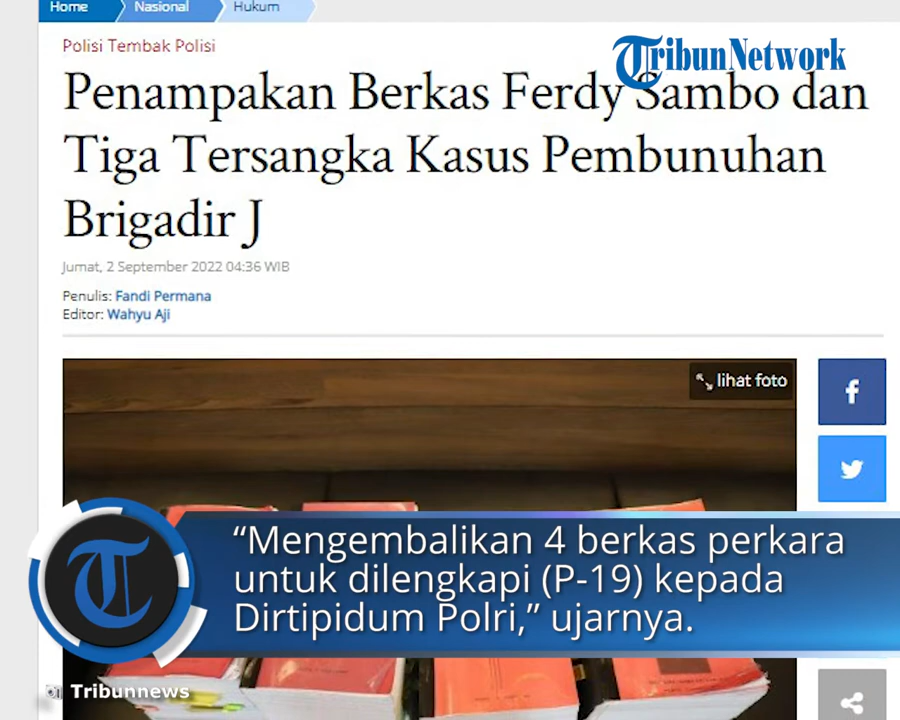 Home Nasional Hukum
Polisi Tembak Polisi
TribunNetwork
Penampakan Berkas Ferdy Sambo dan
Tiga Tersangka Kasus Pembunuhan
Brigadir J
Jumat, 2 September 2022 04:36 WIB
Penulis: Fandi Permana
Editor: Wahyu Aji
lihat foto
“Mengembalikan 4 berkas perkara
untuk dilengkapi (P-19) kepada
Dirtipidum Polri,” ujarnya.
Tribunnews